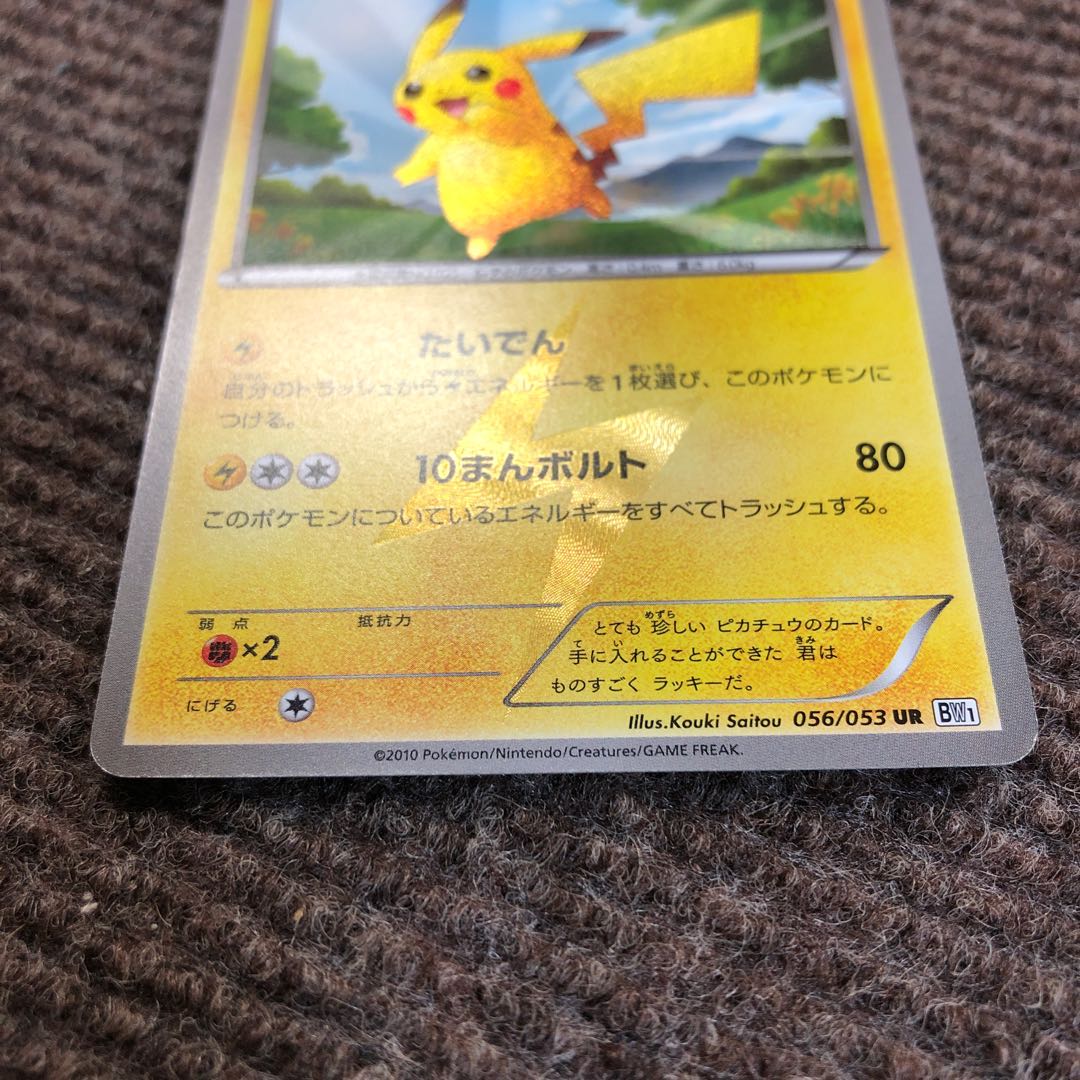 たいでん
自分のトラッシュからエネルギーを1枚選び、このポケモンに
つける。
10まんボルト 80
このポケモンについているエネルギーをすべてトラッシュする。
弱点 抵抗力
×2
にげる
とても 珍しい ピカチュウのカード。
手に入れることができた 君は
ものすごく ラッキーだ。
Illus.Kouki Saitou 056/053 UR BW1
©2010 Pokémon/Nintendo/Creatures/GAME FREAK.